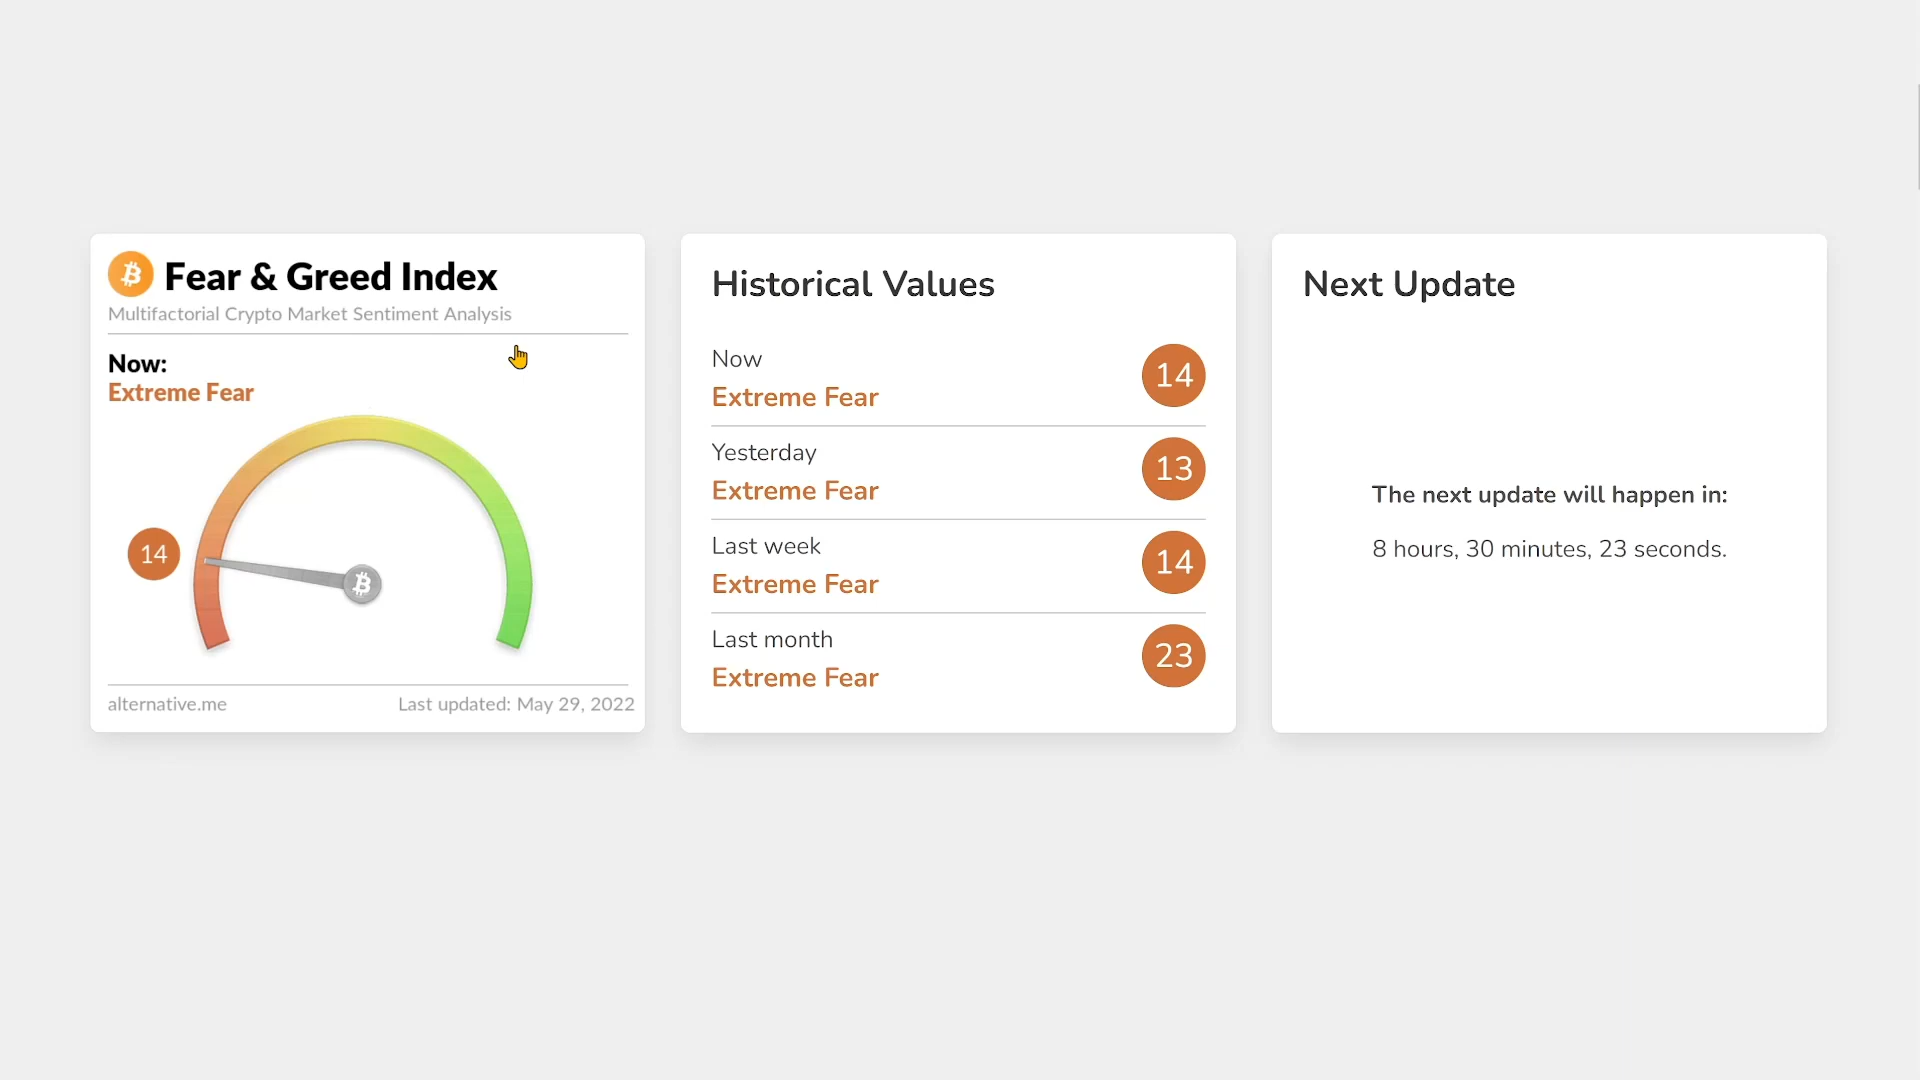 Fear & Greed Index
Multifactorial Crypto Market Sentiment Analysis
Now:
Extreme Fear
14
alternative.me
Last updated: May 29, 2022
Historical Values
Now
Extreme Fear
14
Yesterday
Extreme Fear
13
Last week
Extreme Fear
14
Last month
Extreme Fear
23
Next Update
The next update will happen in:
8 hours, 30 minutes, 23 seconds.